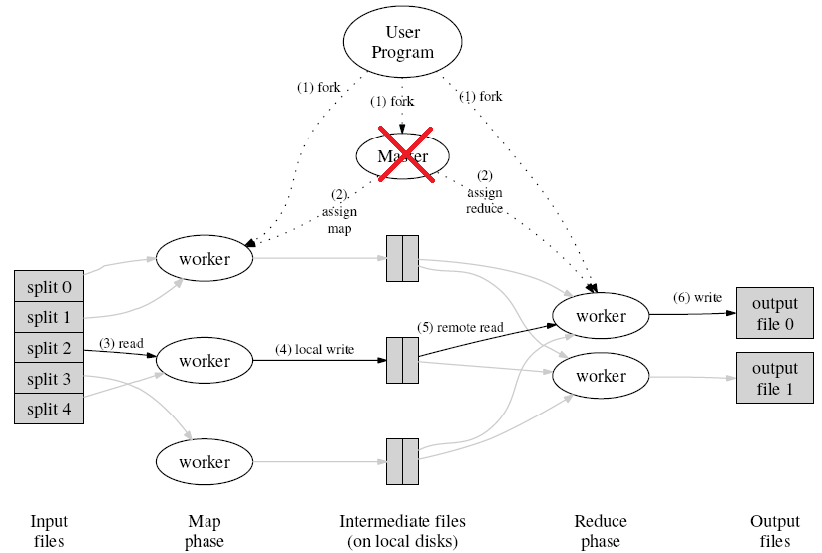 User
Program
(1) fork
(1) fork
(1) fork
Master
(2)
assign
map
(2)
assign
reduce
worker
split 0
split 1
split 2
split 3
split 4
(3) read
worker
(4) local write
(5) remote read
worker
worker
worker
(6) write
output
file 0
output
file 1
Input
files
Map
phase
Intermediate files
(on local disks)
Reduce
phase
Output
files